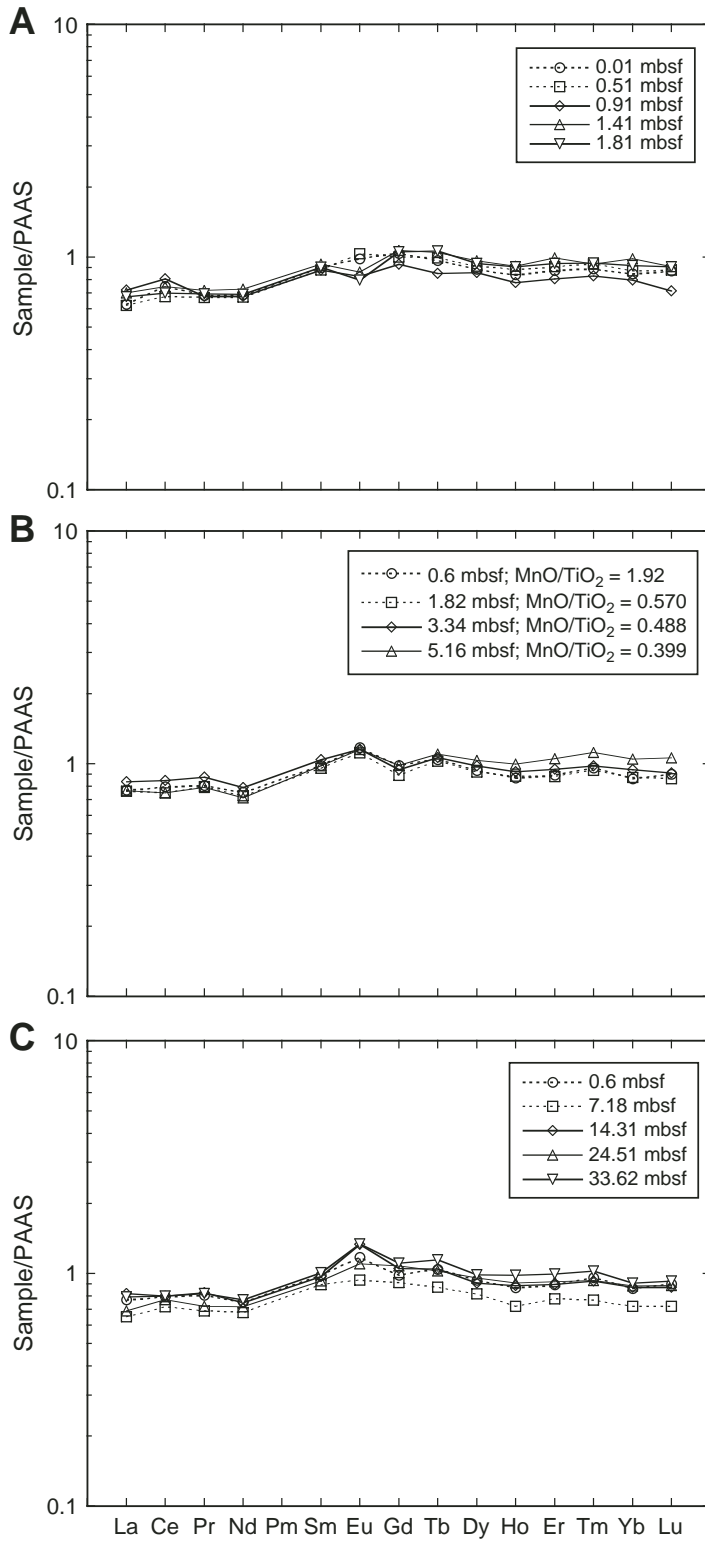 A
10
1
0.1
Sample/PAAS
0.01 mbsf
0.51 mbsf
0.91 mbsf
1.41 mbsf
1.81 mbsf
B
10
1
0.1
Sample/PAAS
0.6 mbsf; MnO/TiO2 = 1.92
1.82 mbsf; MnO/TiO2 = 0.570
3.34 mbsf; MnO/TiO2 = 0.488
5.16 mbsf; MnO/TiO2 = 0.399
C
10
1
0.1
Sample/PAAS
0.6 mbsf
7.18 mbsf
14.31 mbsf
24.51 mbsf
33.62 mbsf
La Ce Pr Nd Pm Sm Eu Gd Tb Dy Ho Er Tm Yb Lu